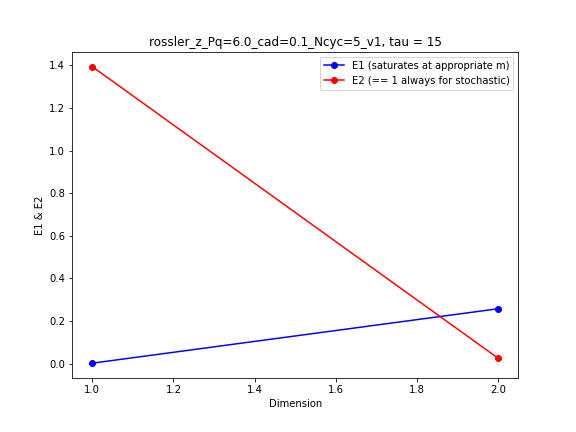 rossler_z_Pq=6.0_cad=0.1_Ncyc=5_v1, tau = 15
E1 (saturates at appropriate m)
E2 (== 1 always for stochastic)
E1 & E2
1.4
1.2
1.0
0.8
0.6
0.4
0.2
0.0
1.0 1.2 1.4 1.6 1.8 2.0
Dimension